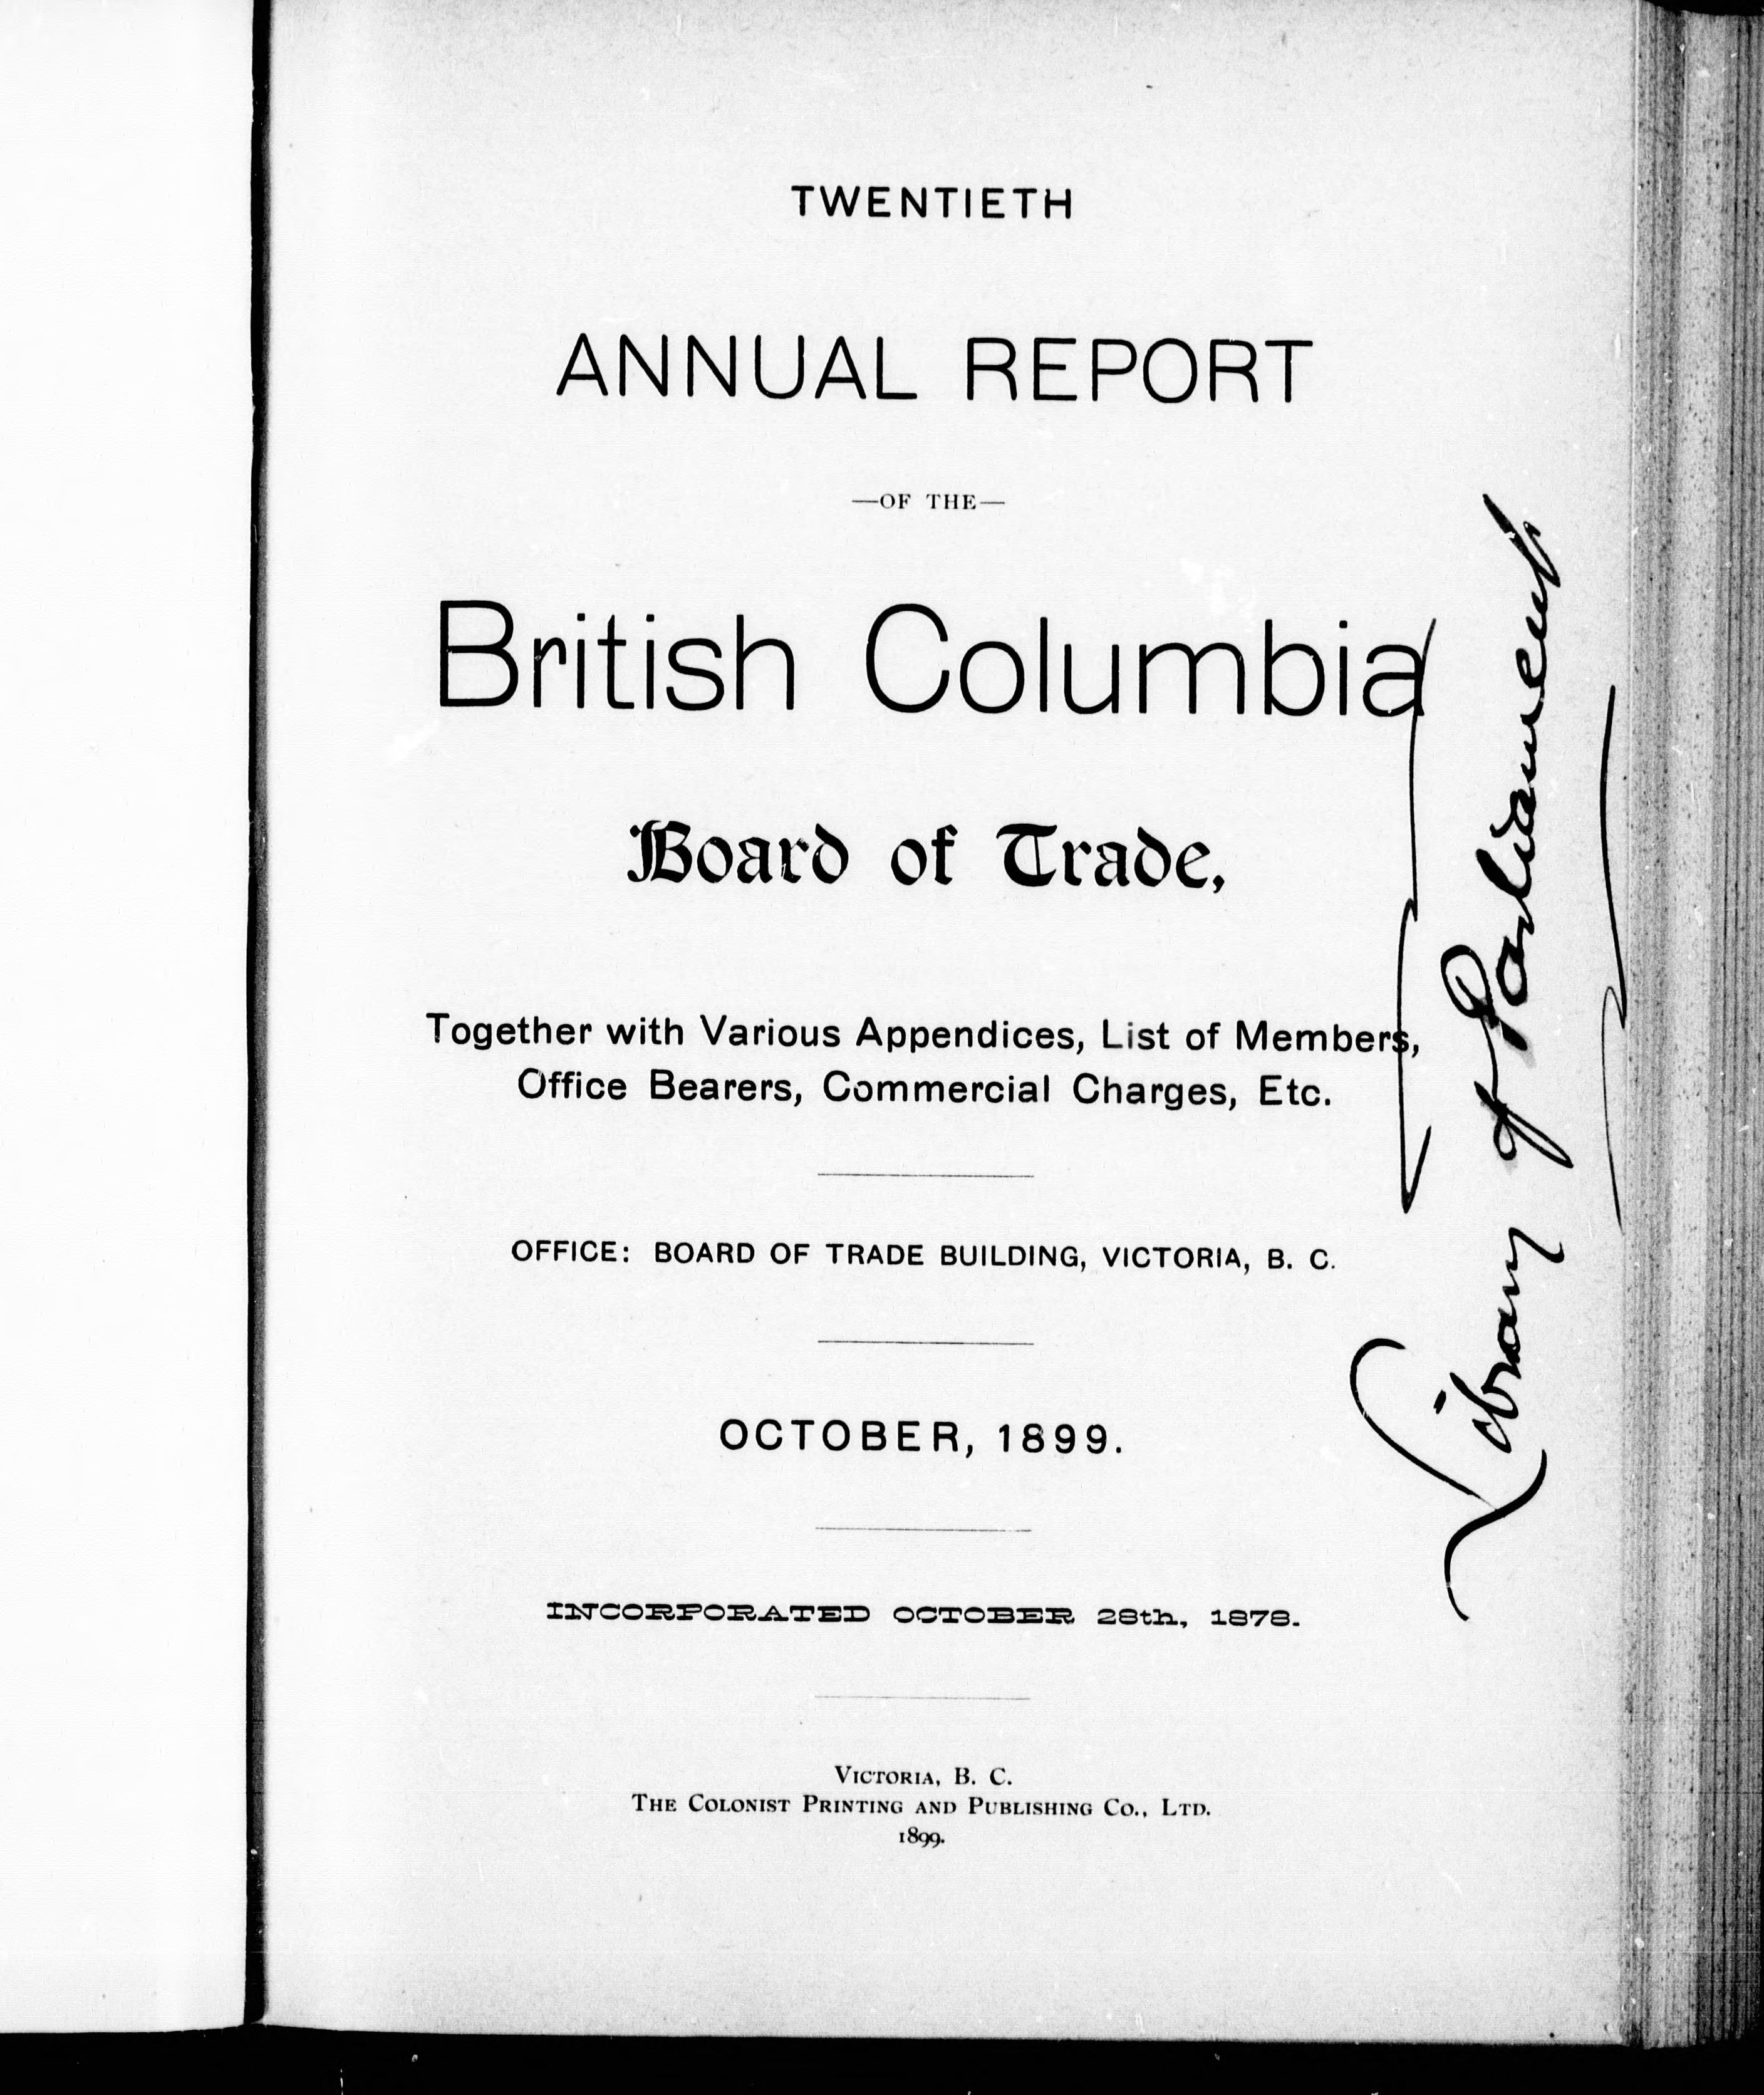 TWENTIETH
ANNUAL REPORT
—OF THE—
British Columbia
Board of Trade,
Together with Various Appendices, List of Members,
Office Bearers, Commercial Charges, Etc.
OFFICE: BOARD OF TRADE BUILDING, VICTORIA, B. C.
OCTOBER, 1899.
INCORPORATED OCTOBER 28th, 1878.
VICTORIA, B. C.
THE COLONIST PRINTING AND PUBLISHING CO., LTD.
1899.
Library of Parliament